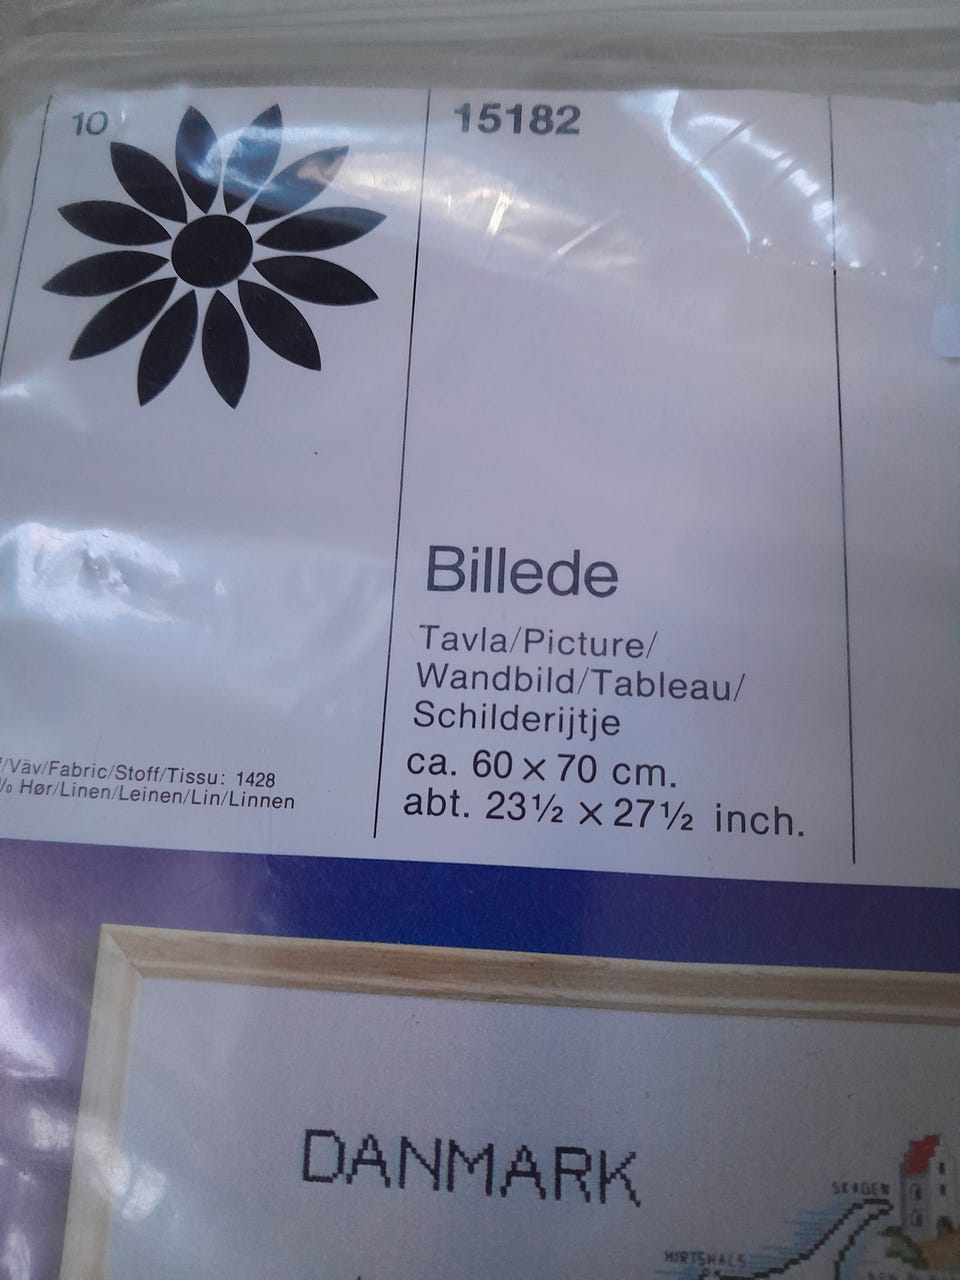 10
15182
Billede
Tavla/Picture/
Wandbild/Tableau/
Schilderijtje
ca. 60 x 70 cm.
abt. 23½ x 27½ inch.
/Väv/Fabric/Stoff/Tissu: 1428
% Hør/Linen/Leinen/Lin/Linnen
DANMARK
SKAGEN
HIRTSHALS